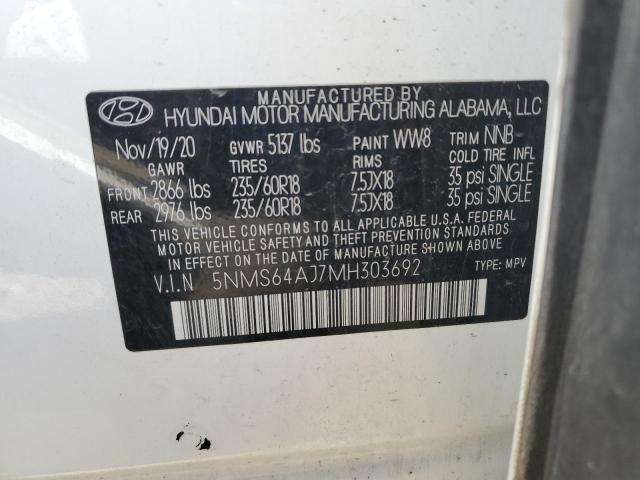 MANUFACTURED BY
HYUNDAI MOTOR MANUFACTURING ALABAMA, LLC
Nov/19/20 GVWR 5137 lbs PAINT WW8 TRIM NNB
GAWR TIRES RIMS COLD TIRE INFL.
FRONT 2866 lbs 235/60R18 7.5JX18 35 psi SINGLE
REAR 2976 lbs 235/60R18 7.5JX18 35 psi SINGLE
THIS VEHICLE CONFORMS TO ALL APPLICABLE U.S.A. FEDERAL
MOTOR VEHICLE SAFETY AND THEFT PREVENTION STANDARDS
IN EFFECT ON THE DATE OF MANUFACTURE SHOWN ABOVE.
V.I.N 5NMS64AJ7MH303692 TYPE: MPV